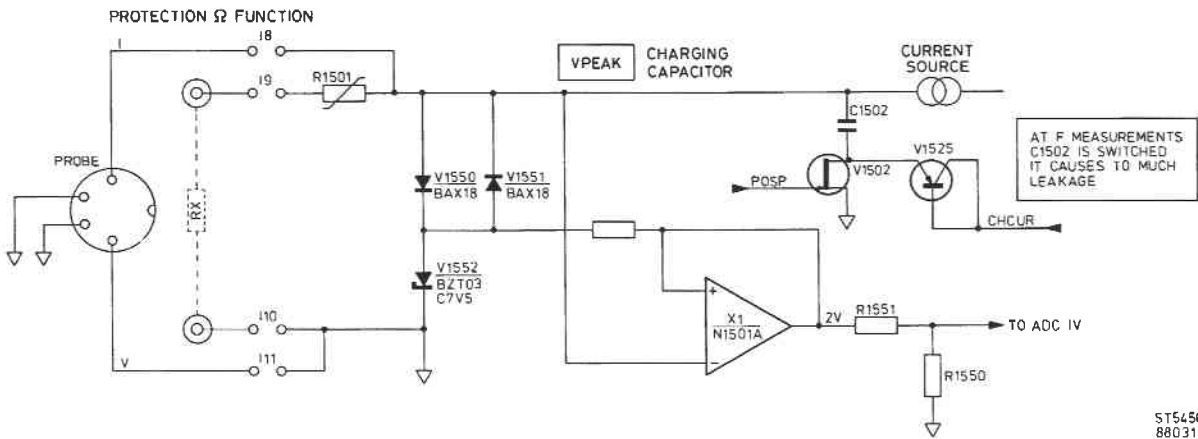 PROTECTION Ω FUNCTION
I
I8
I9
R1501
VPEAK
CHARGING
CAPACITOR
CURRENT
SOURCE
C1502
AT F MEASUREMENTS
C1502 IS SWITCHED
IT CAUSES TO MUCH
LEAKAGE
PROBE
V1550
BAX18
V1551
BAX18
POSP
V1502
V1525
CHCUR
RX
V1552
BZT03
C7V5
I10
I11
V
+
X1
N1501A
−
2V
R1551
TO ADC 1V
R1550
ST545
88031